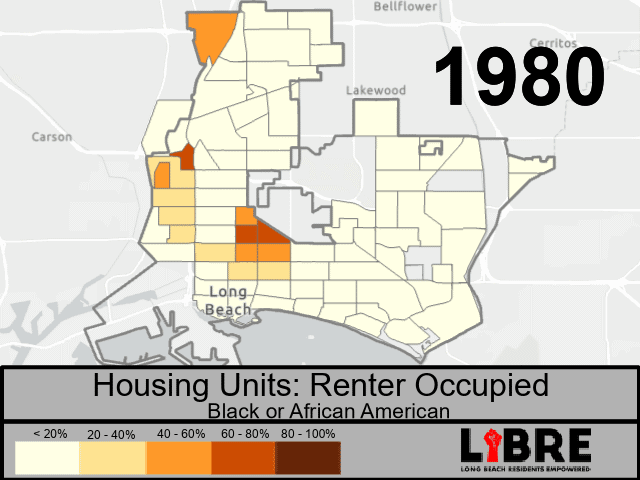 Bellflower
1980
Cerritos
Lakewood
Carson
Long
Beach
Housing Units: Renter Occupied
Black or African American
< 20%
20 - 40%
40 - 60%
60 - 80%
80 - 100%
LIBRE
LONG BEACH RESIDENTS EMPOWERED